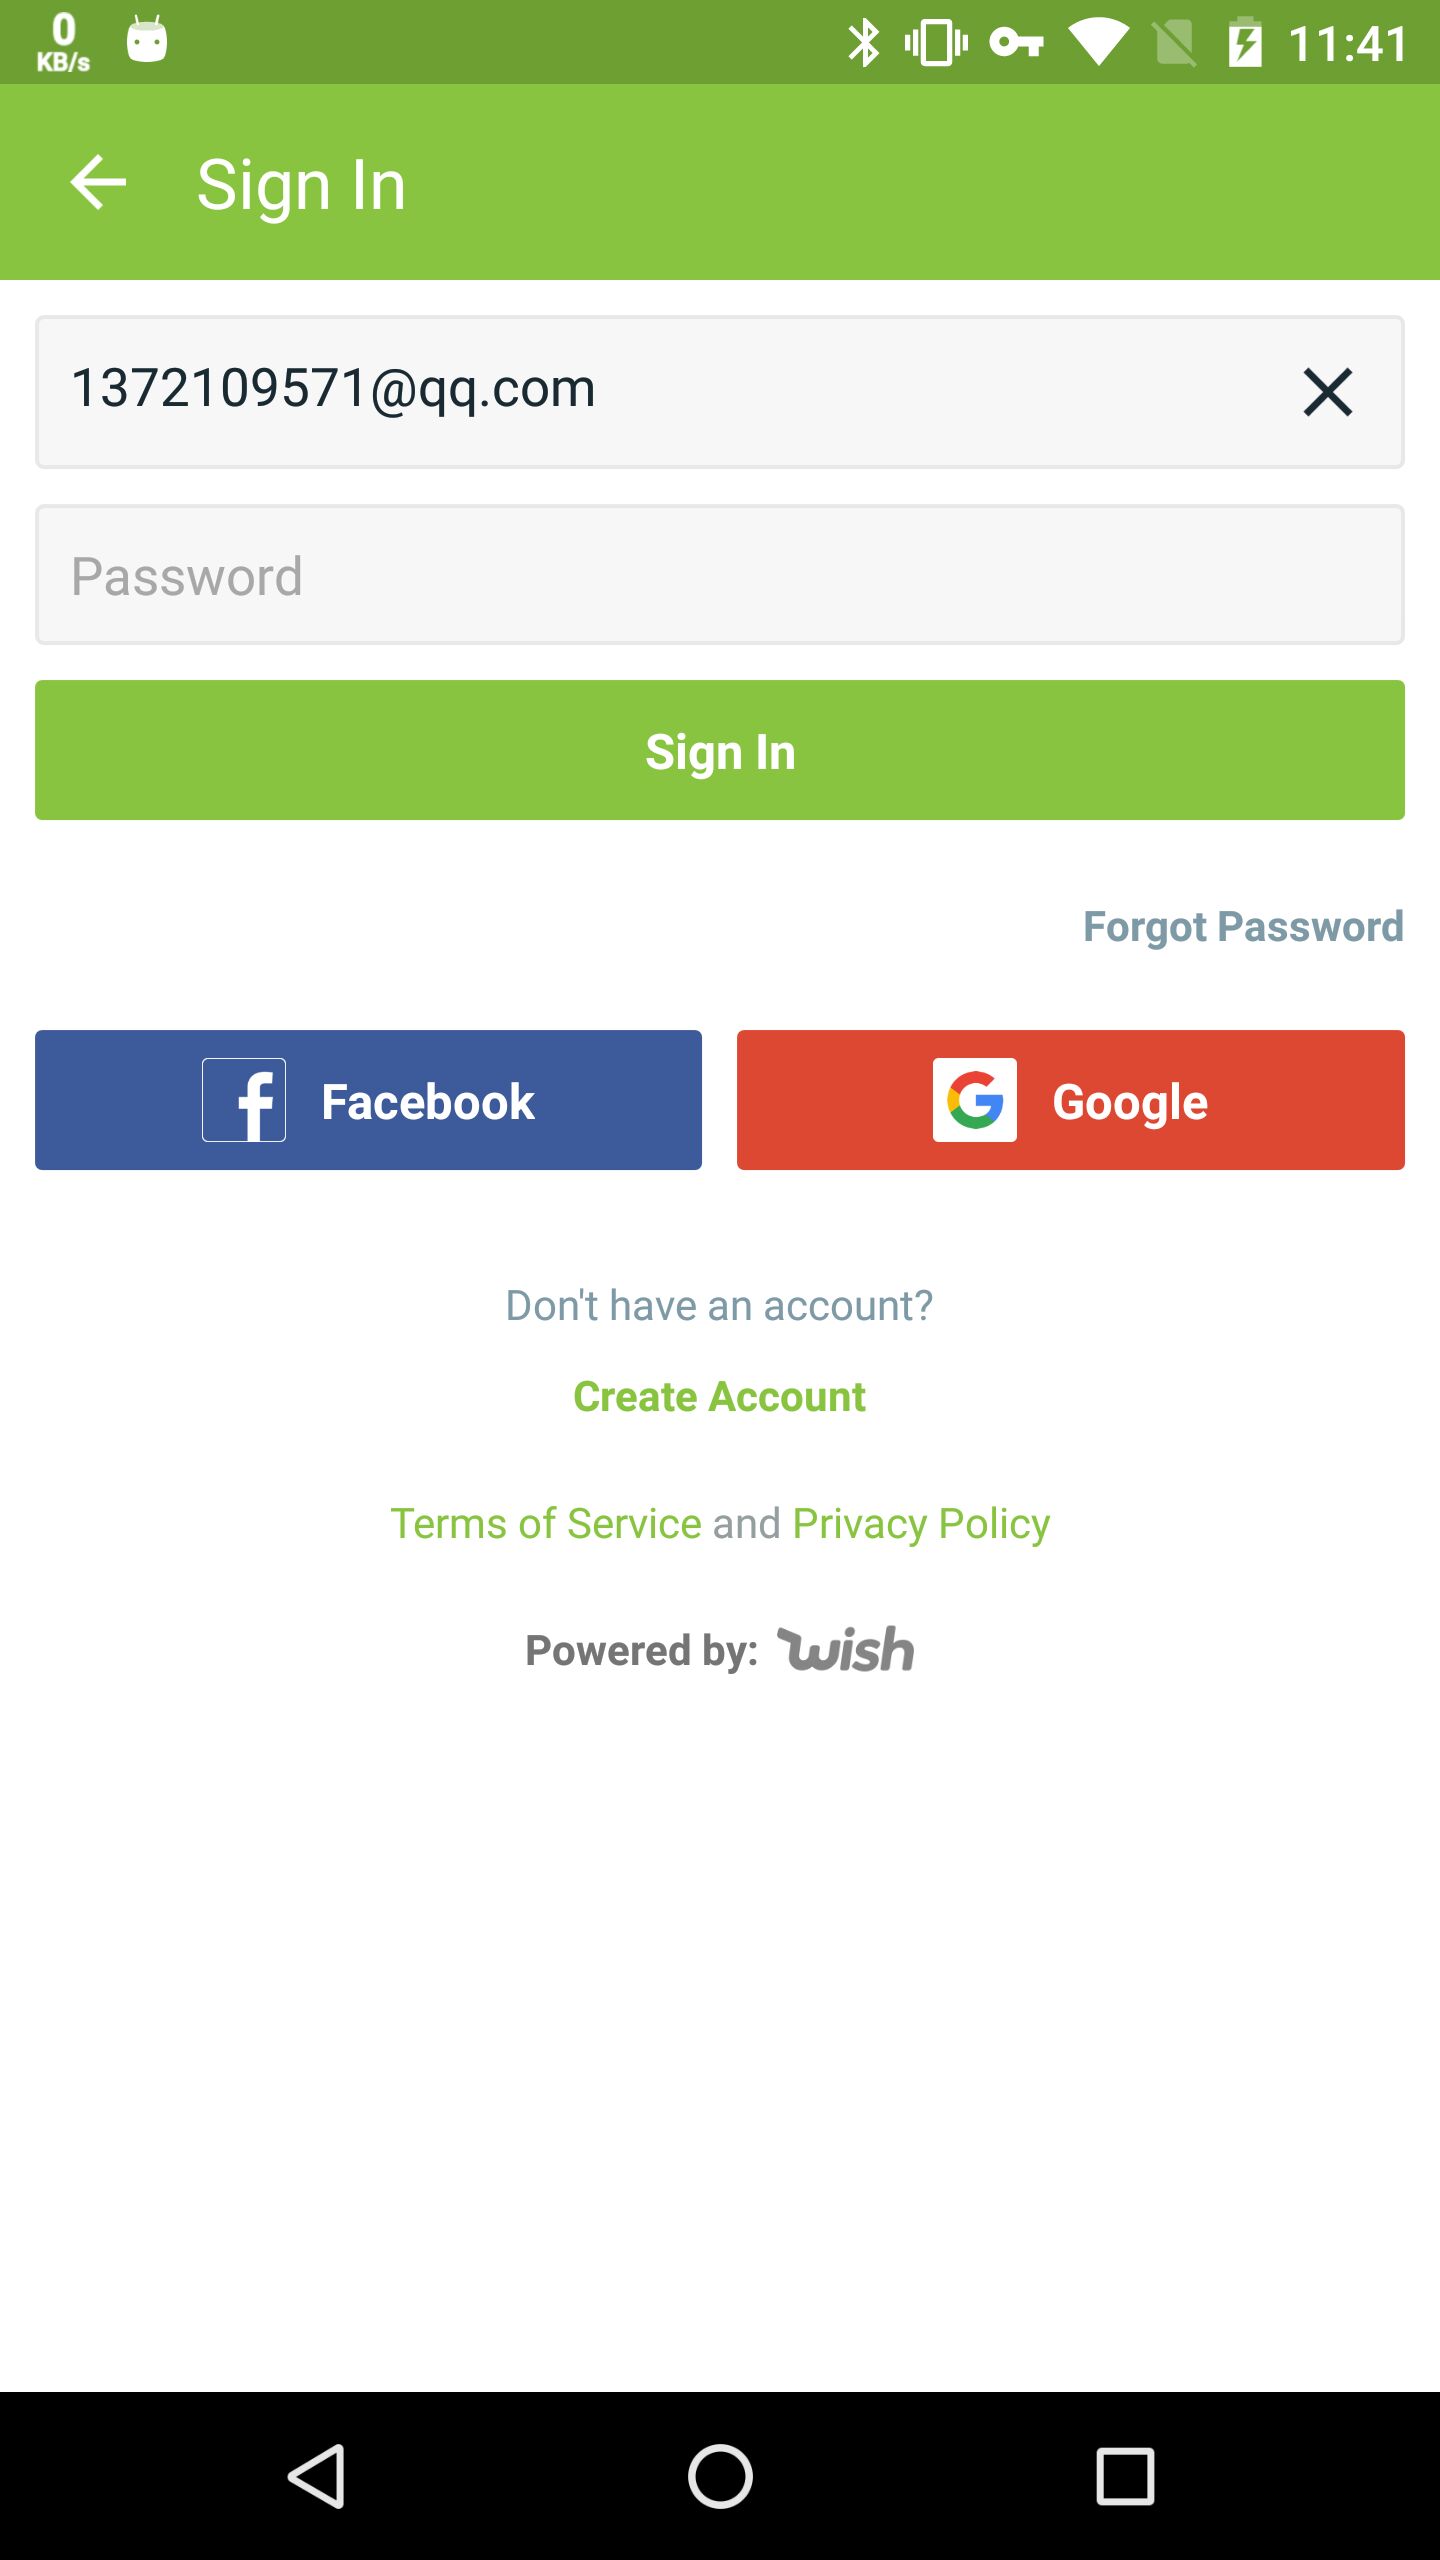 0
KB/s
11:41
Sign In
1372109571@qq.com
Password
Sign In
Forgot Password
Facebook
Google
Don't have an account?
Create Account
Terms of Service and Privacy Policy
Powered by: wish